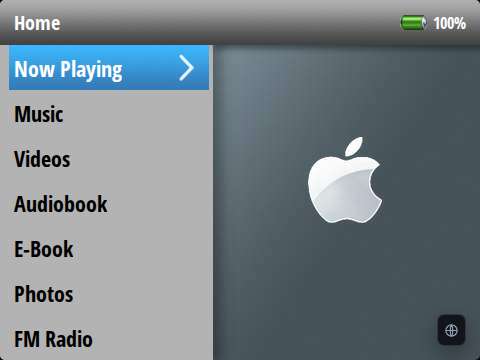 Home
100%
Now Playing
Music
Videos
Audiobook
E-Book
Photos
FM Radio